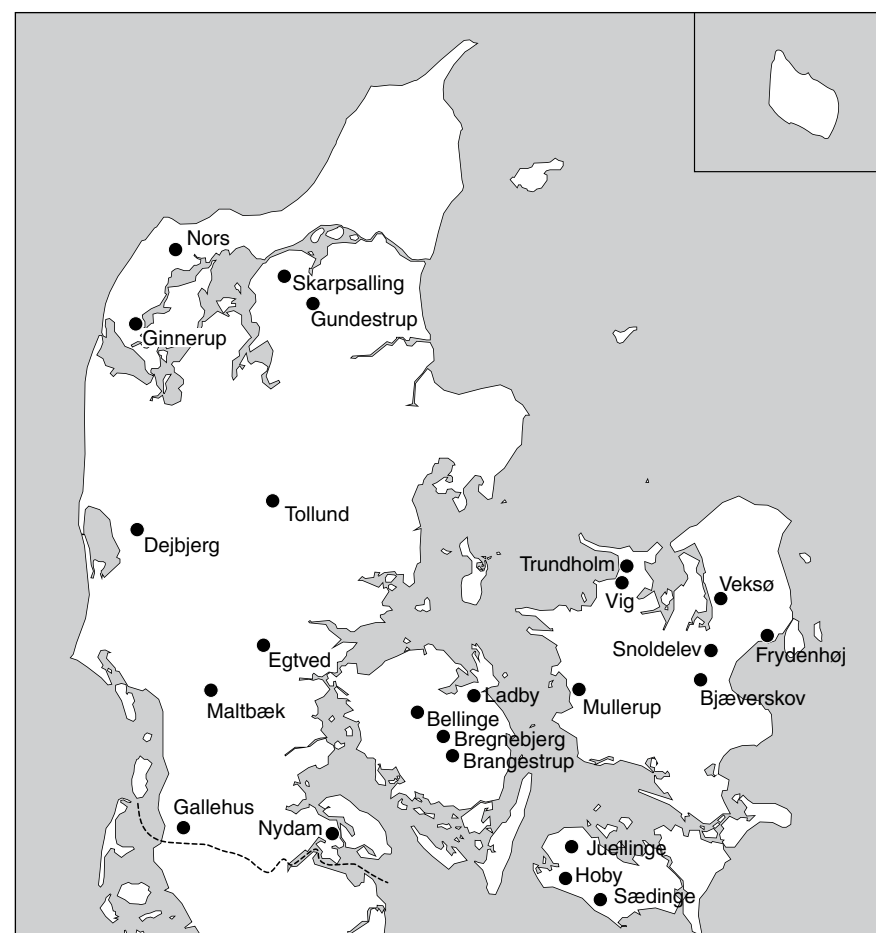 Nors
Skarpsalling
Gundestrup
Ginnerup
Tollund
Dejbjerg
Trundholm
Vig
Veksø
Egtved
Snoldelev
Frydenhøj
Maltbæk
Ladby
Mullerup
Bjæverskov
Bellinge
Bregnebjerg
Brangestrup
Gallehus
Nydam
Juellinge
Hoby
Sædinge